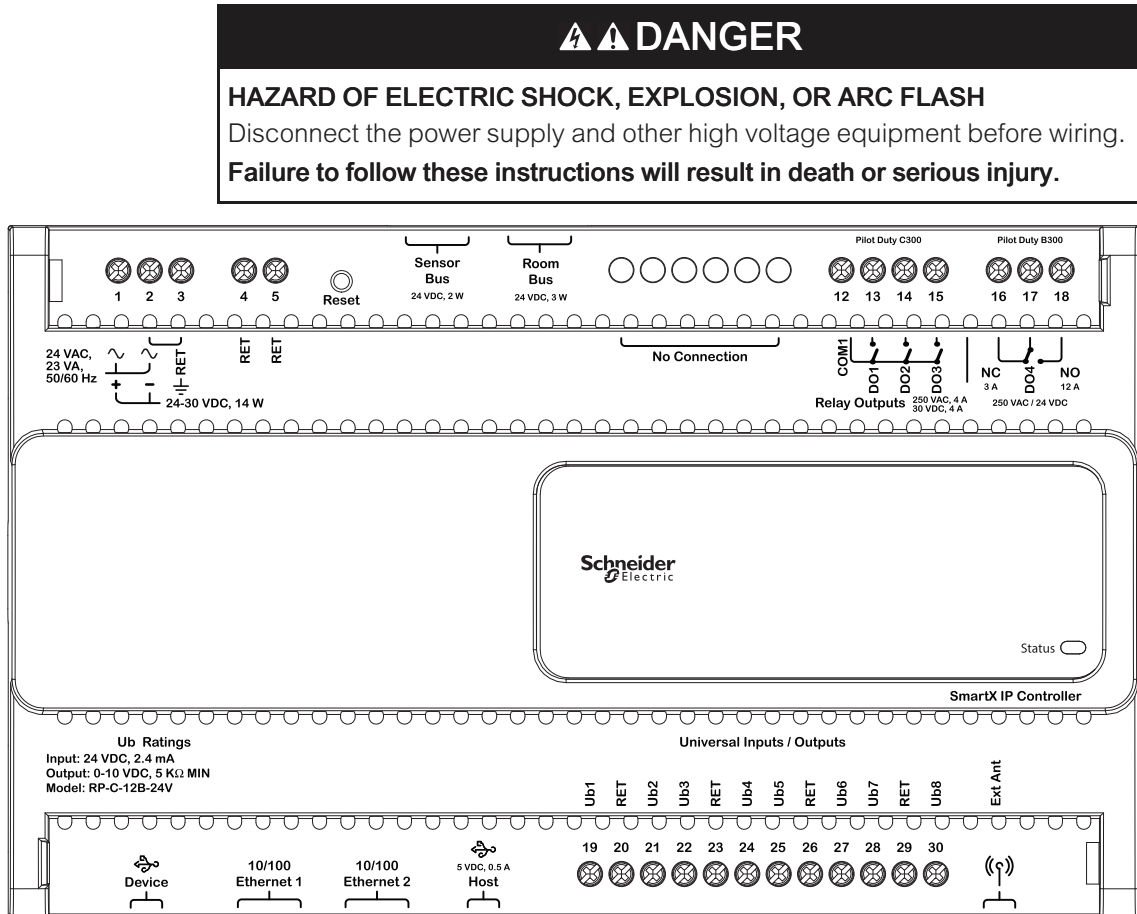 DANGER
HAZARD OF ELECTRIC SHOCK, EXPLOSION, OR ARC FLASH
Disconnect the power supply and other high voltage equipment before wiring.
Failure to follow these instructions will result in death or serious injury.
Pilot Duty C300
Pilot Duty B300
Sensor
Bus
24 VDC, 2 W
Room
Bus
24 VDC, 3 W
1 2 3 4 5
Reset
12 13 14 15 16 17 18
24 VAC,
23 VA,
50/60 Hz
+ −
RET
RET
RET
24-30 VDC, 14 W
No Connection
COM1
DO1
DO2
DO3
Relay Outputs
250 VAC, 4 A
30 VDC, 4 A
NC
3 A
DO4
NO
12 A
250 VAC / 24 VDC
Schneider
Electric
Status
SmartX IP Controller
Ub Ratings
Input: 24 VDC, 2.4 mA
Output: 0-10 VDC, 5 KΩ MIN
Model: RP-C-12B-24V
Universal Inputs / Outputs
Ub1
RET
Ub2
Ub3
RET
Ub4
Ub5
RET
Ub6
Ub7
RET
Ub8
Ext Ant
19 20 21 22 23 24 25 26 27 28 29 30
Device
10/100
Ethernet 1
10/100
Ethernet 2
5 VDC, 0.5 A
Host